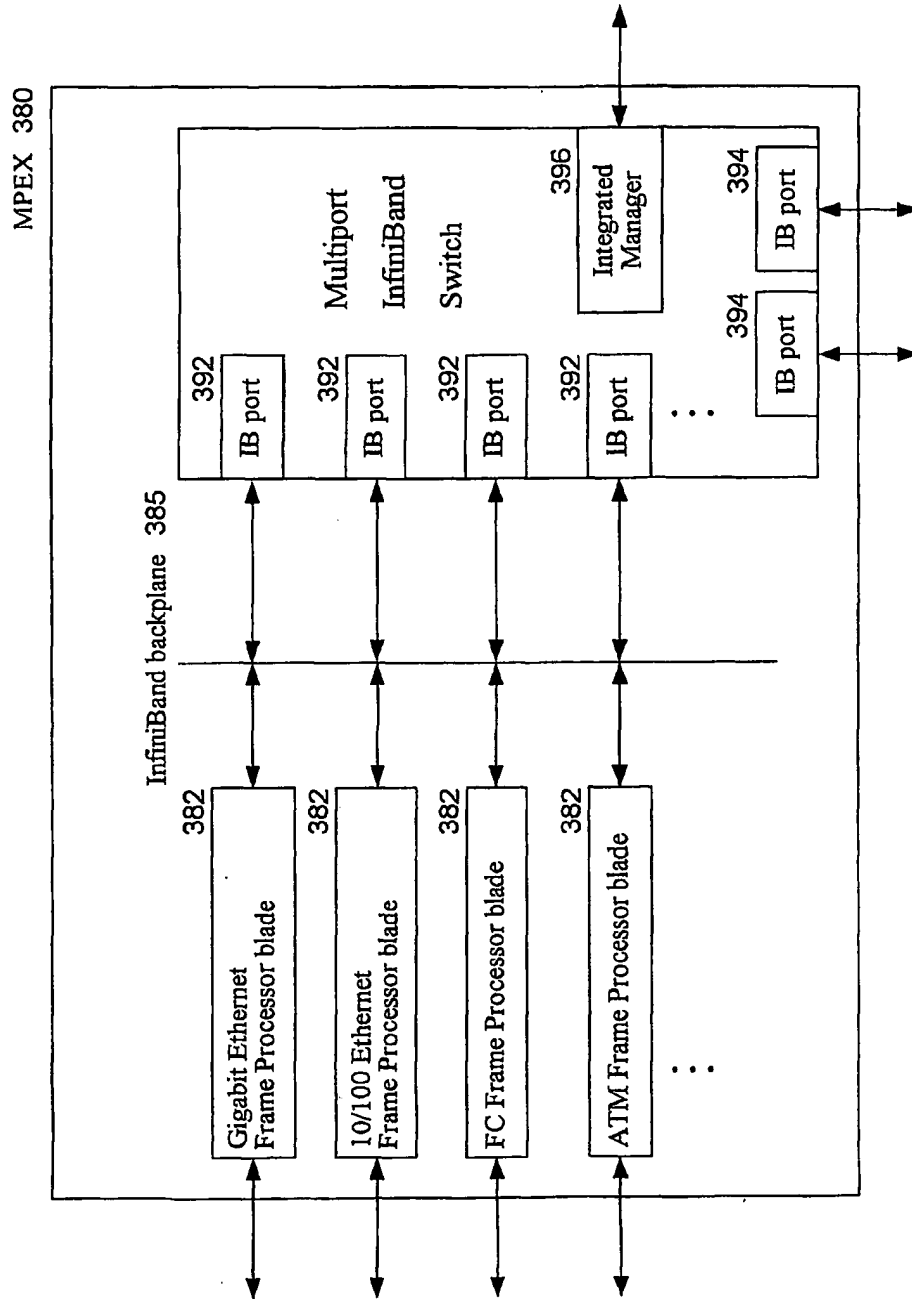 MPEX 380
InfiniBand backplane 385
382
Gigabit Ethernet
Frame Processor blade
382
10/100 Ethernet
Frame Processor blade
382
FC Frame Processor blade
382
ATM Frame Processor blade
...
392
IB port
392
IB port
392
IB port
392
IB port
...
Multiport
InfiniBand
Switch
396
Integrated
Manager
394
IB port
394
IB port